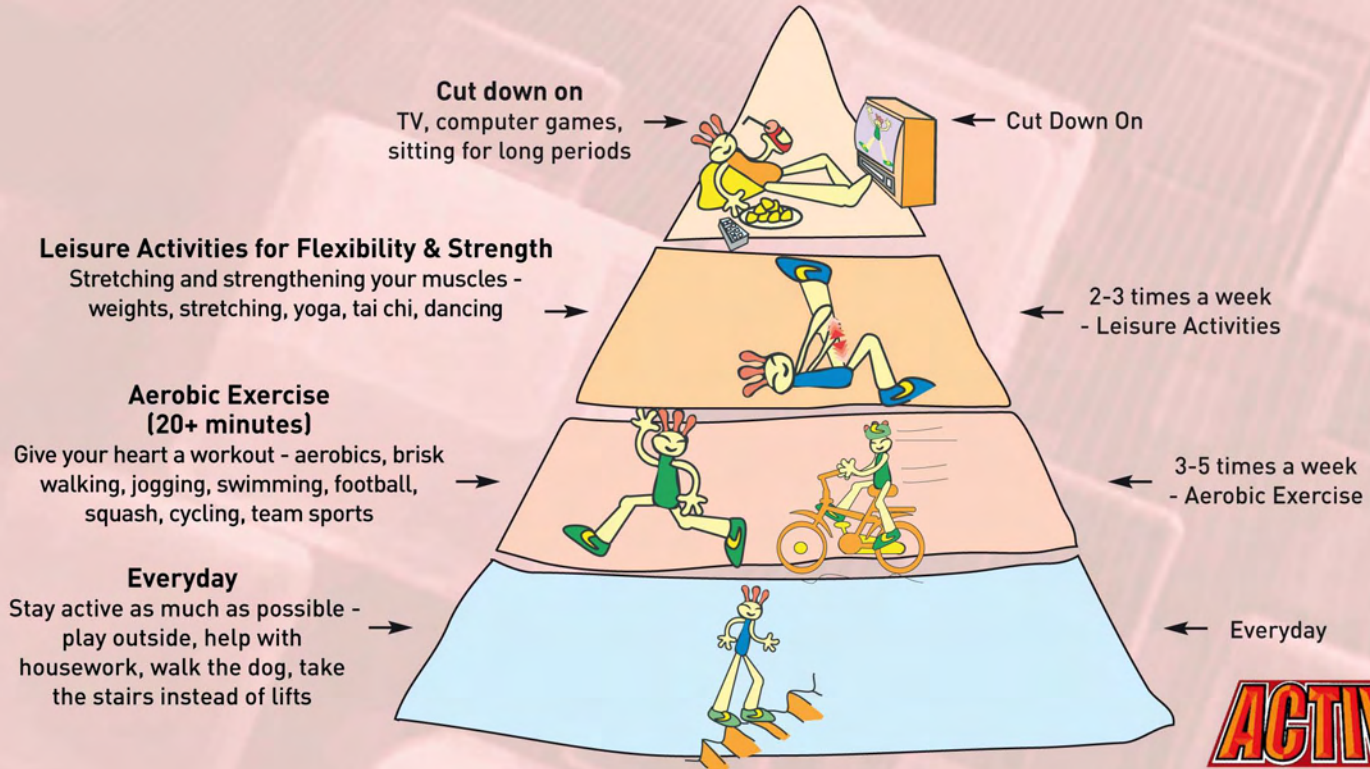 Cut down on
TV, computer games,
sitting for long periods
Cut Down On
Leisure Activities for Flexibility & Strength
Stretching and strengthening your muscles -
weights, stretching, yoga, tai chi, dancing
2-3 times a week
- Leisure Activities
Aerobic Exercise
(20+ minutes)
Give your heart a workout - aerobics, brisk
walking, jogging, swimming, football,
squash, cycling, team sports
3-5 times a week
- Aerobic Exercise
Everyday
Stay active as much as possible -
play outside, help with
housework, walk the dog, take
the stairs instead of lifts
Everyday